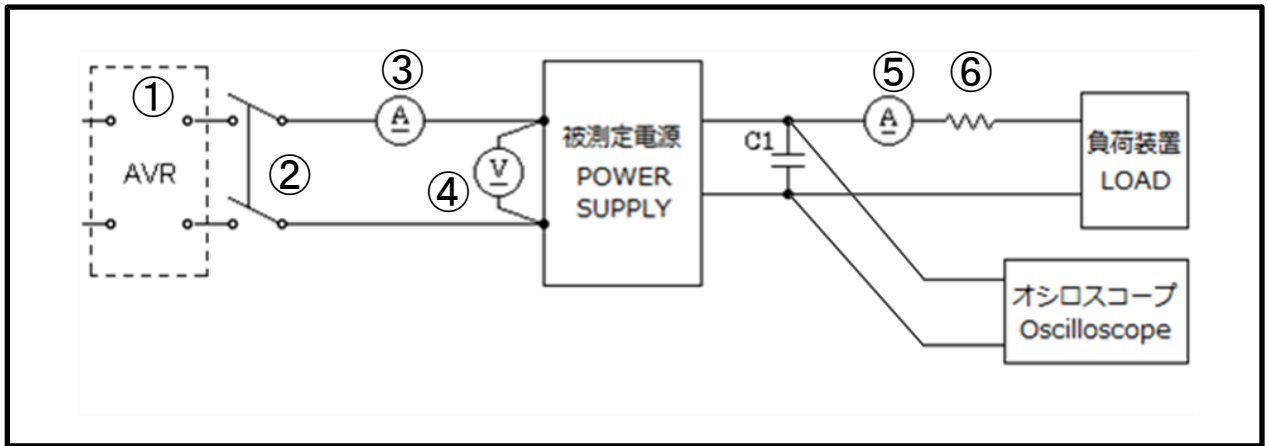 ①
AVR
②
③
A
④
V
被測定電源
POWER
SUPPLY
C1
⑤
A
⑥
負荷装置
LOAD
オシロスコープ
Oscilloscope